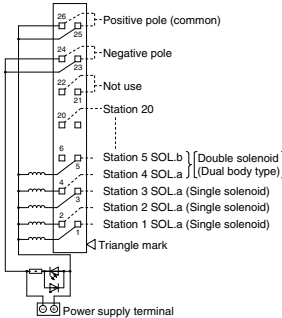 26
Positive pole (common)
25
24
Negative pole
23
22
Not use
21
Station 20
20
6
Station 5 SOL.b
Double solenoid
(Dual body type)
5
Station 4 SOL.a
4
Station 3 SOL.a (Single solenoid)
3
Station 2 SOL.a (Single solenoid)
2
Station 1 SOL.a (Single solenoid)
1
Triangle mark
Power supply terminal